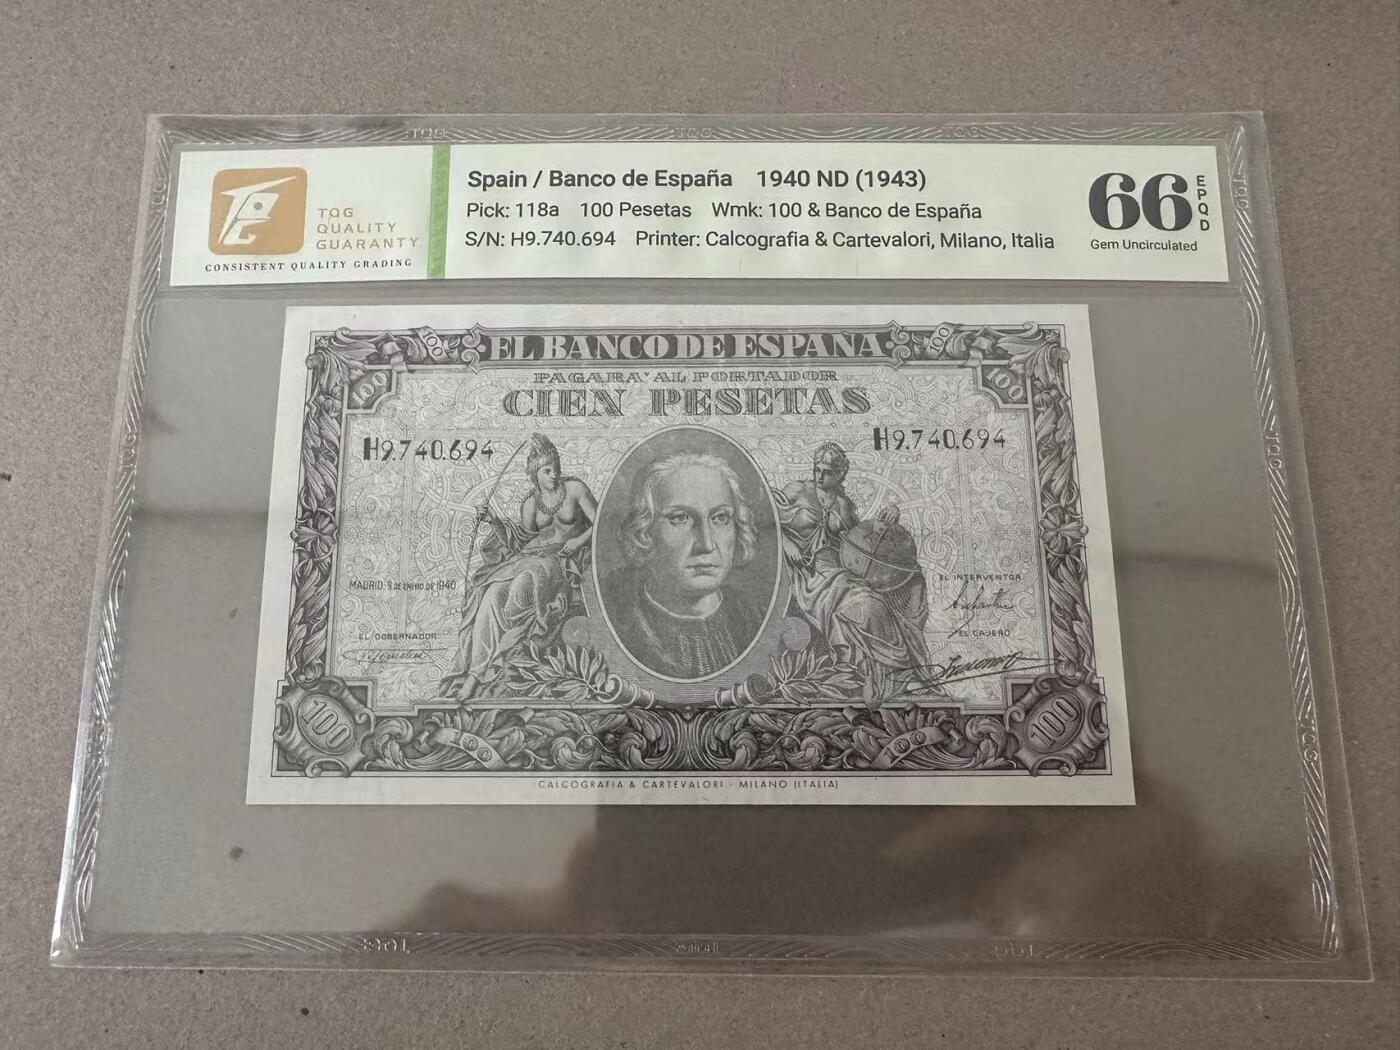 TQG
QUALITY
GUARANTY
CONSISTENT QUALITY GRADING
Spain / Banco de España 1940 ND (1943)
Pick: 118a 100 Pesetas Wmk: 100 & Banco de España
S/N: H9.740.694 Printer: Calcografia & Cartevalori, Milano, Italia
66
EPQD
Gem Uncirculated
100 EL BANCO DE ESPAÑA 100
100 PAGARA' AL PORTADOR 100
CIEN PESETAS
H9.740.694 H9.740.694
MADRID, 9 DE ENERO DE 1940
EL INTERVENTOR
EL GOBERNADOR
EL CAJERO
100 100 100 100
CALCOGRAFIA & CARTEVALORI - MILANO (ITALIA)